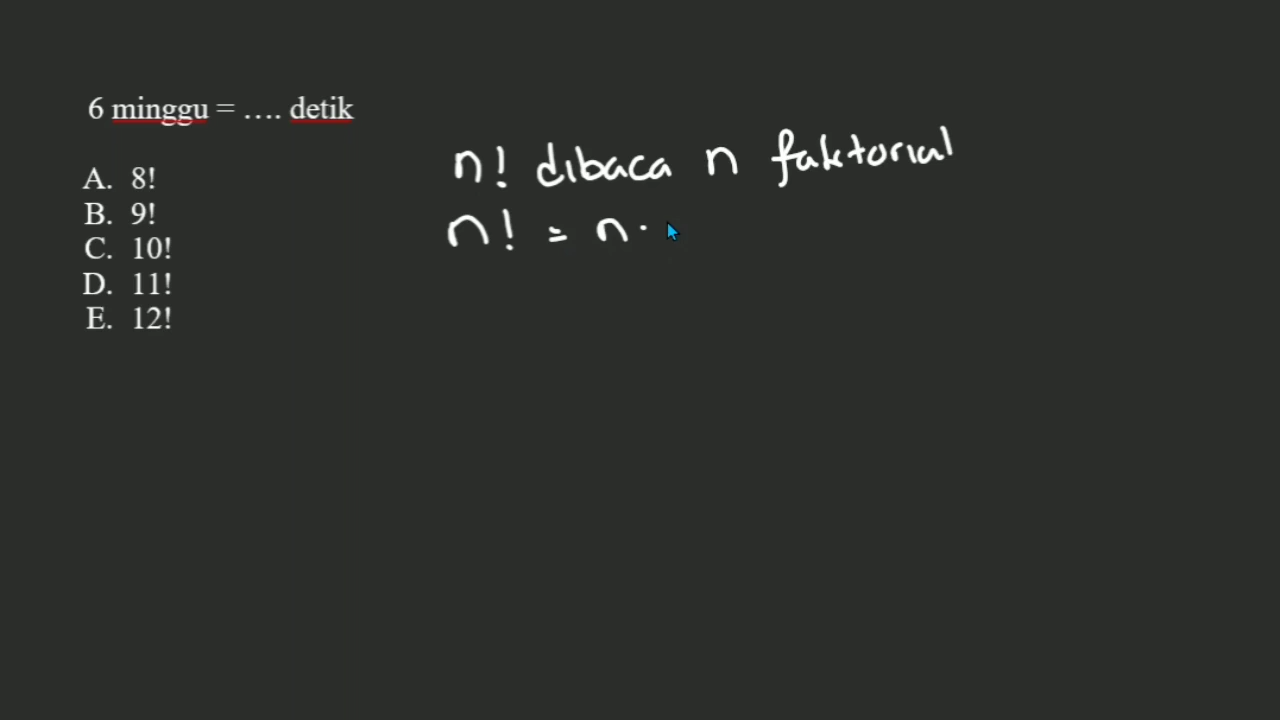 6 minggu = .... detik
A. 8!
B. 9!
C. 10!
D. 11!
E. 12!
n! dibaca n faktorial
n! = n ·